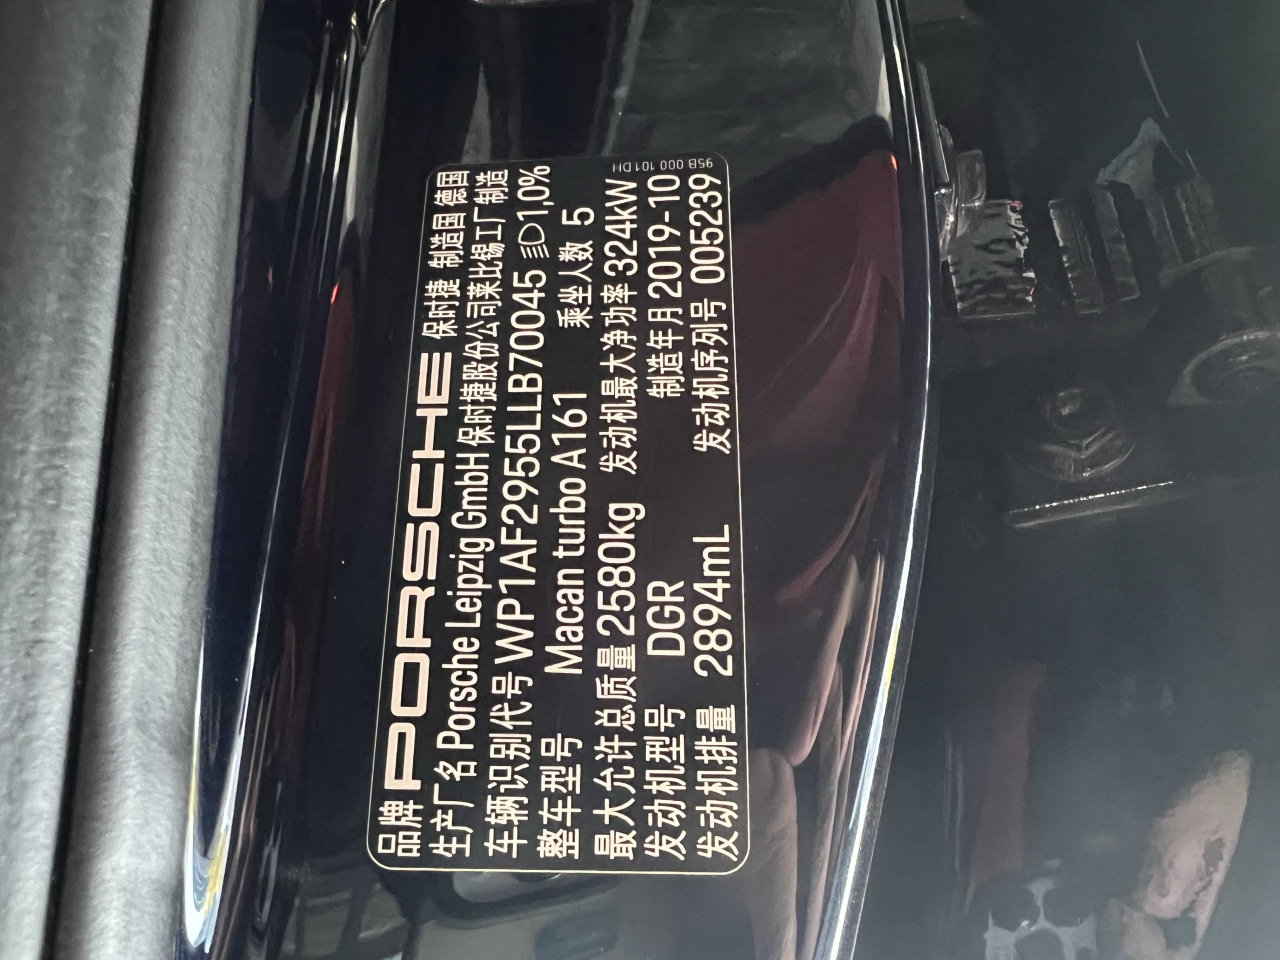 品牌 PORSCHE 保时捷 制造国 德国
生产厂名 Porsche Leipzig GmbH 保时捷股份公司莱比锡工厂制造
车辆识别代号 WP1AF2955LLB70045 1,0%
整车型号 Macan turbo A161 乘坐人数 5
最大允许总质量 2580kg 发动机最大净功率 324kW
发动机型号 DGR 制造年月 2019-10
发动机排量 2894mL 发动机序列号 005239
95B 000 101 DH